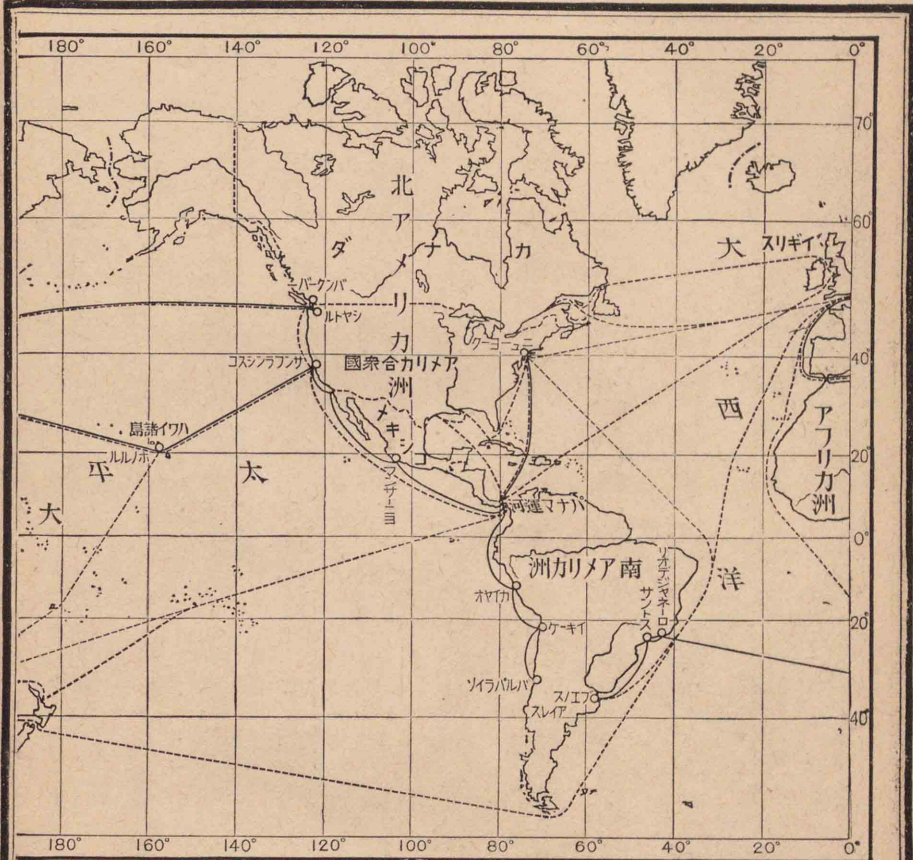 180° 160° 140° 120° 100° 80° 60° 40° 20° 0°
70°
60°
40°
20°
0°
20°
40°
北アメリカ洲
ダナカ
大西洋
スリギイ
バークンバ
ルトヤシ
クーヨーュニ
コスシンラフンサ
國衆合カリメア
メキシコ
島諸イワハ
ルルノホ
マンサーニヨ
大平太
アフリカ洲
河運マナパ
洲カリメア南
リオデジャネーロ
サントス
オヤイカ
ケーキイ
ゾイラパルバ
スノエブ
スレイア
180° 160° 140° 120° 100° 80° 60° 40° 20° 0°